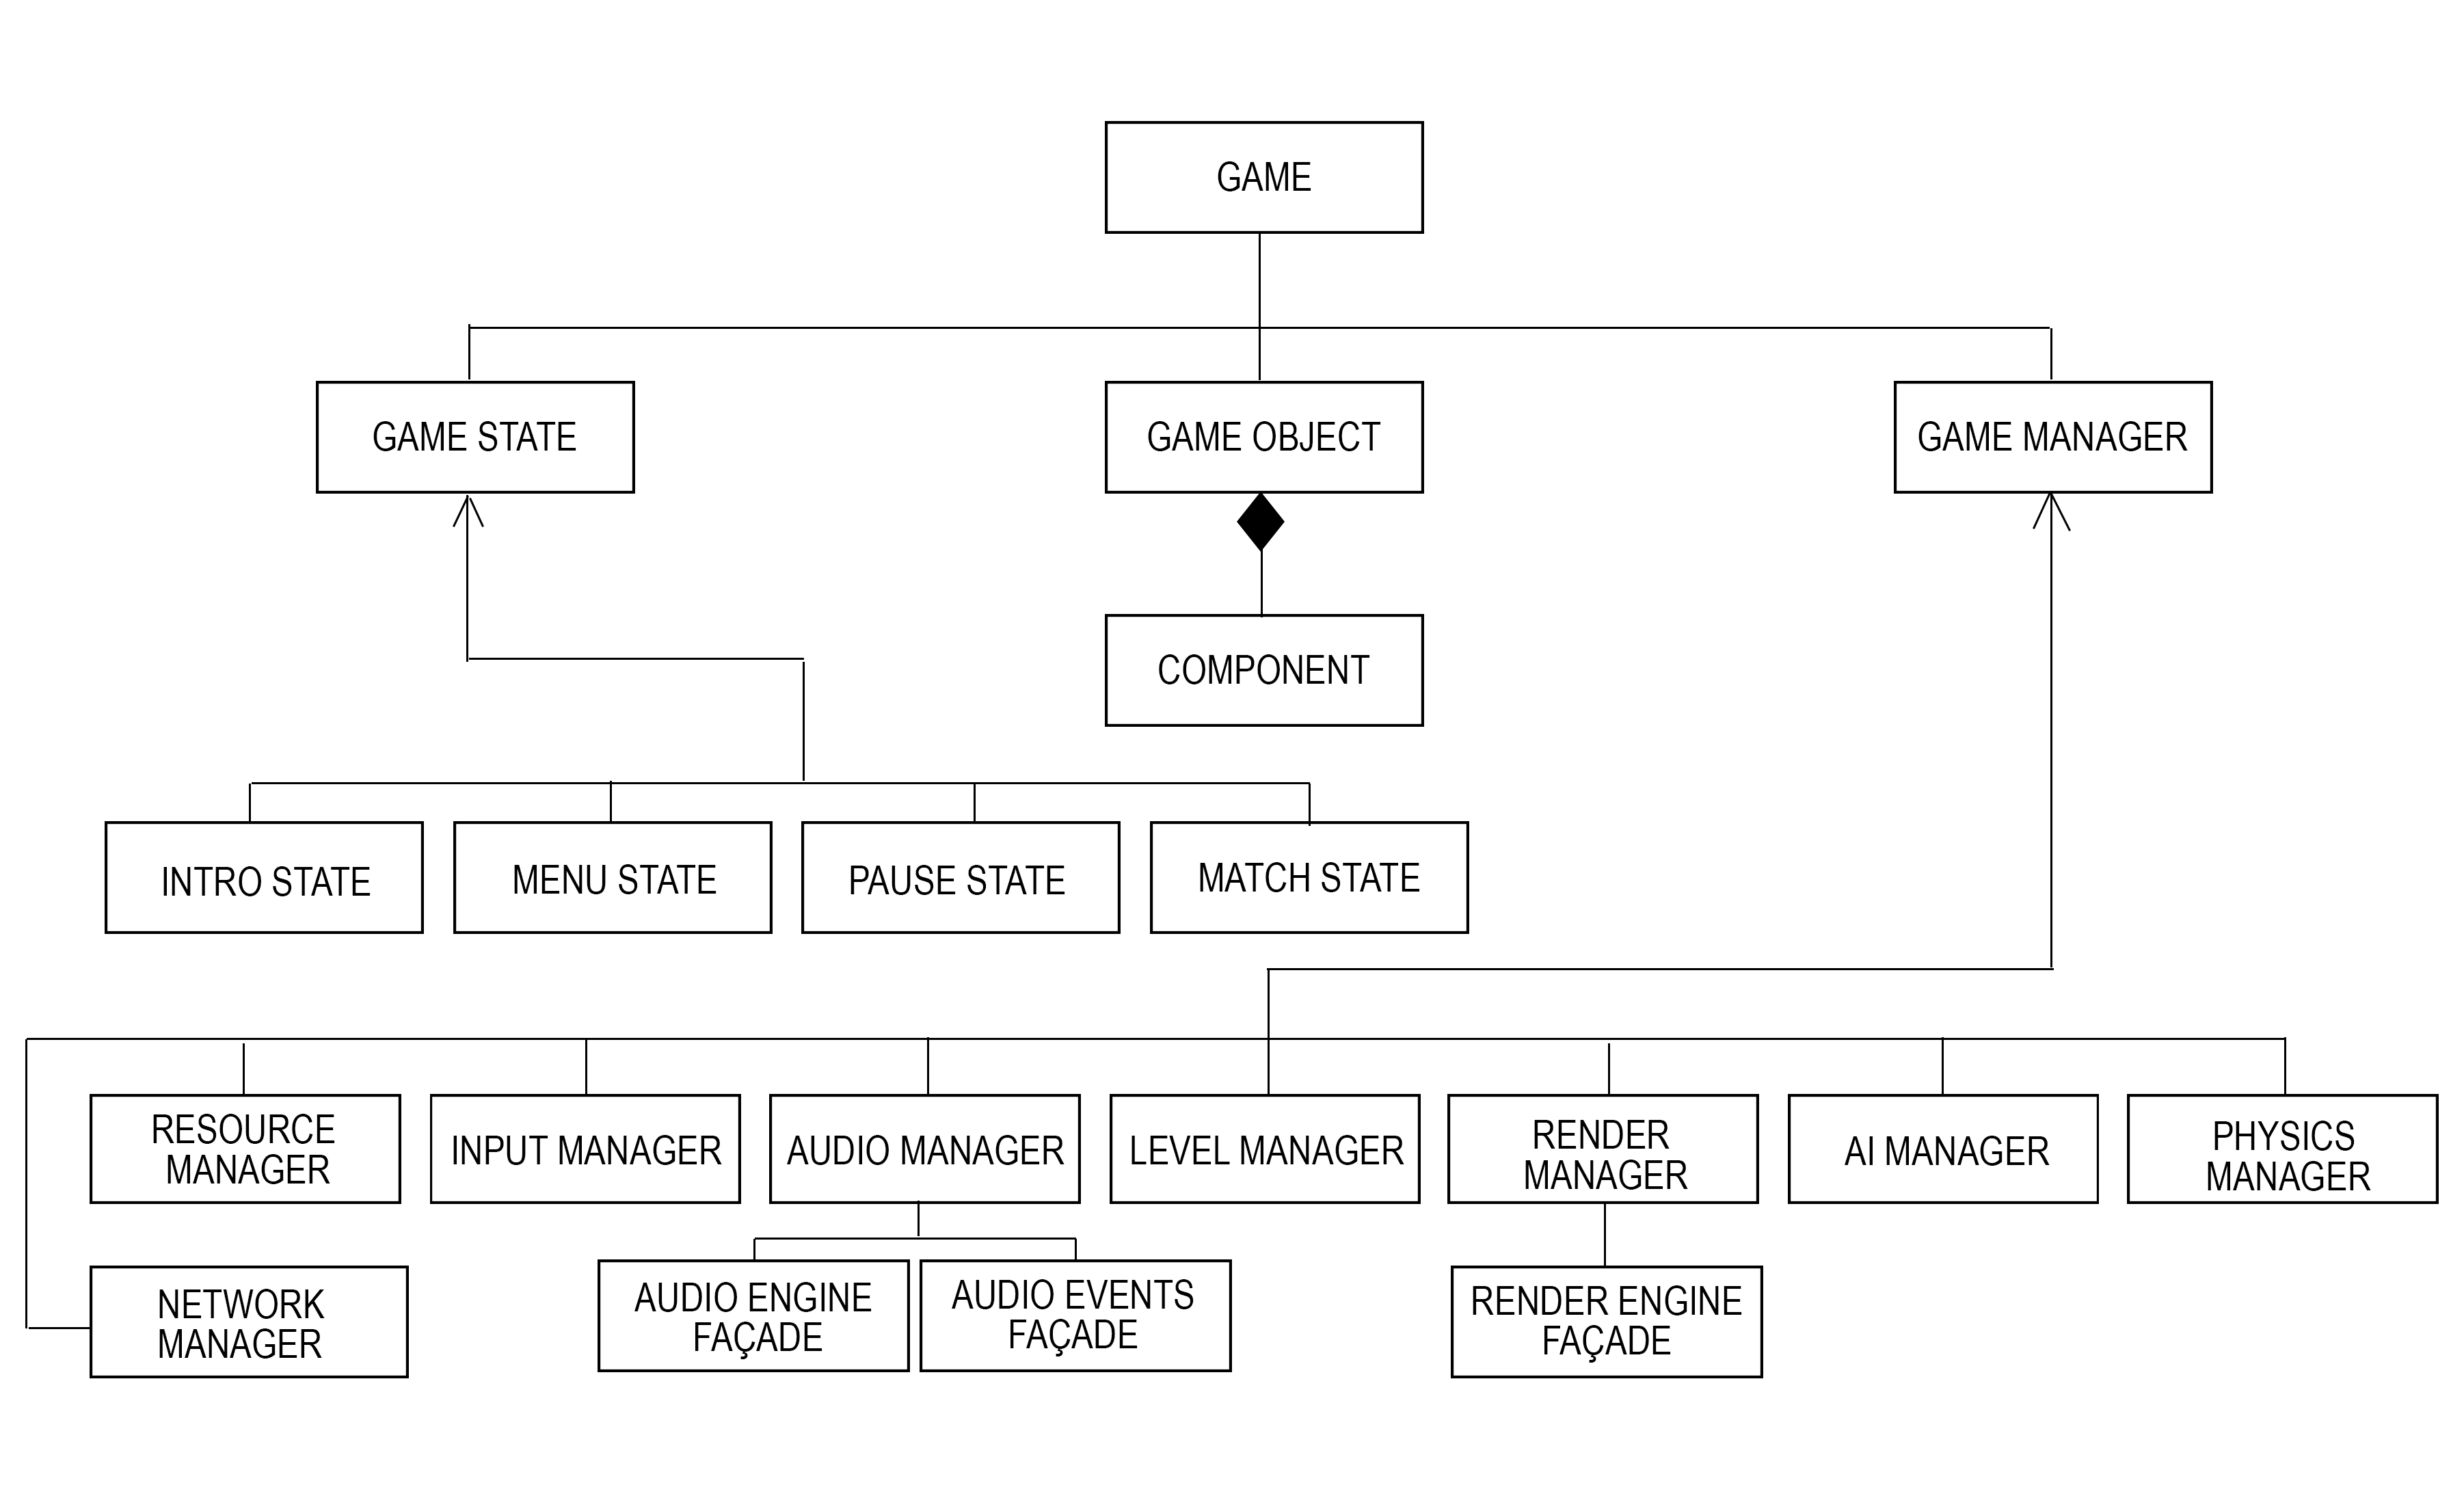 GAME
GAME STATE
GAME OBJECT
GAME MANAGER
COMPONENT
INTRO STATE
MENU STATE
PAUSE STATE
MATCH STATE
RESOURCE
MANAGER
INPUT MANAGER
AUDIO MANAGER
LEVEL MANAGER
RENDER
MANAGER
AI MANAGER
PHYSICS
MANAGER
NETWORK
MANAGER
AUDIO ENGINE
FAÇADE
AUDIO EVENTS
FAÇADE
RENDER ENGINE
FAÇADE